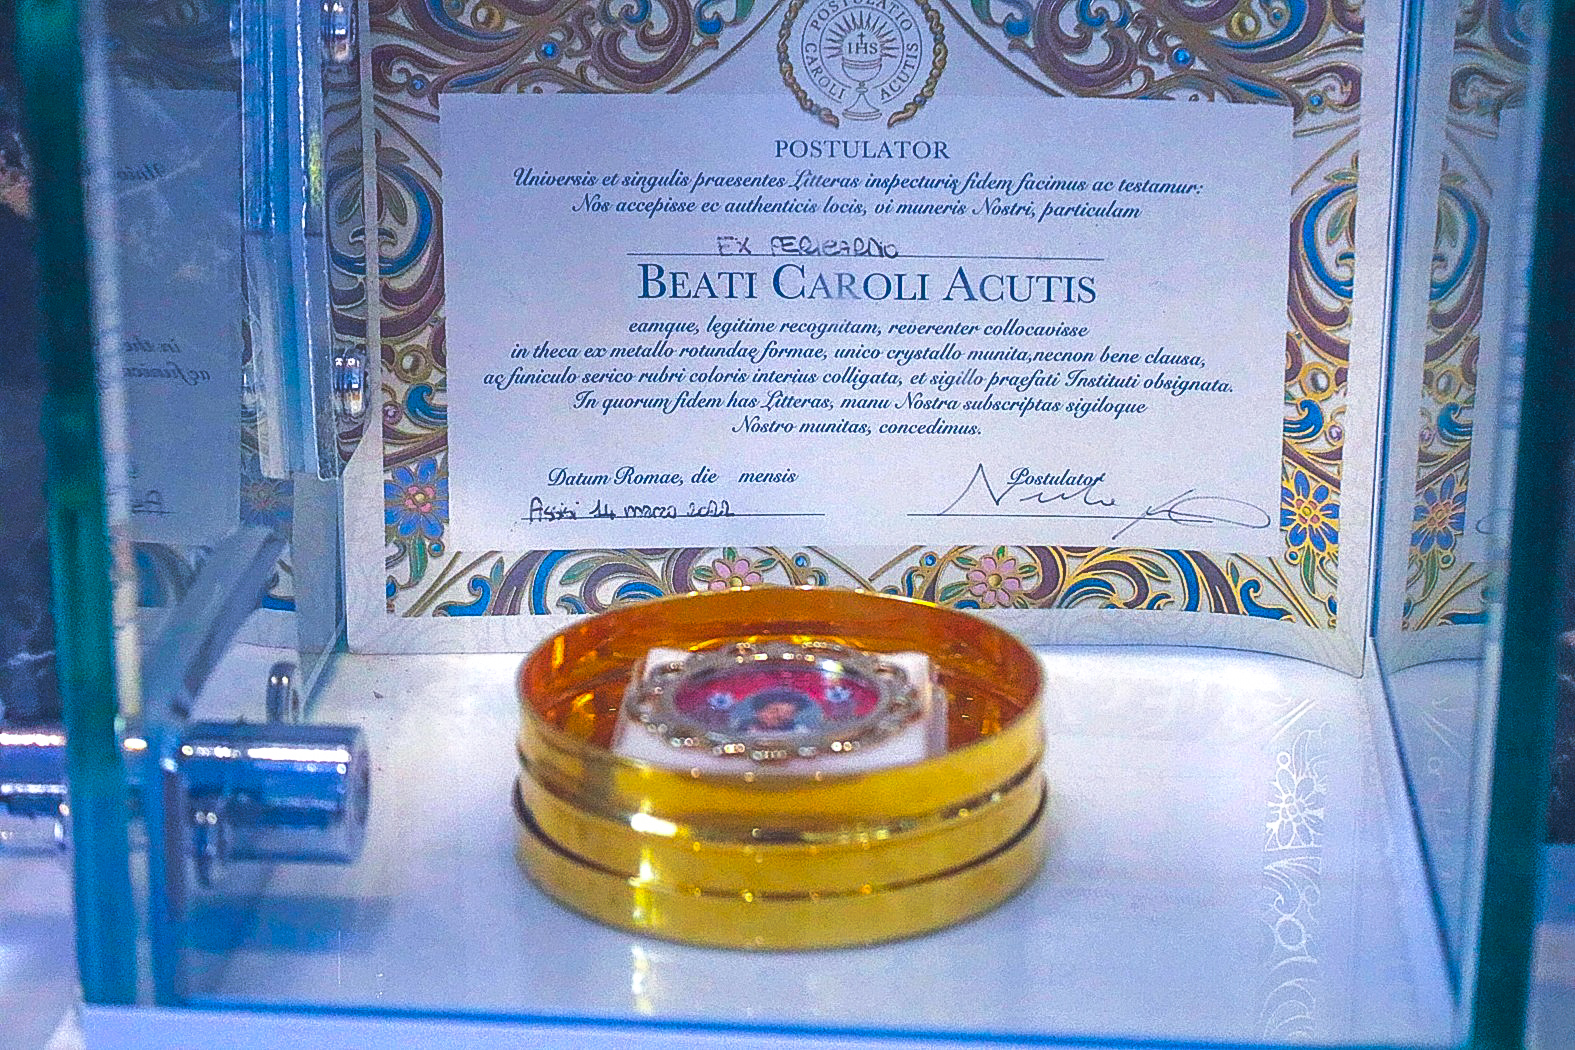 POSTULATIO
CAROLI ACUTIS
IHS
POSTULATOR
Universis et singulis praesentes Litteras inspecturis fidem facimus ac testamur:
Nos accepisse ec authenticis locis, vi muneris Nostri, particulam
EX PERICARDIO
BEATI CAROLI ACUTIS
eamque, legitime recognitam, reverenter collocavisse
in theca ex metallo rotundae formae, unico crystallo munita,necnon bene clausa,
ac funiculo serico rubri coloris interius colligata, et sigillo praefati Instituti obsignata.
In quorum fidem has Litteras, manu Nostra subscriptas sigiloque
Nostro munitas, concedimus.
Datum Romae, die mensis
Postulator
Assisi 14 marzo 2022